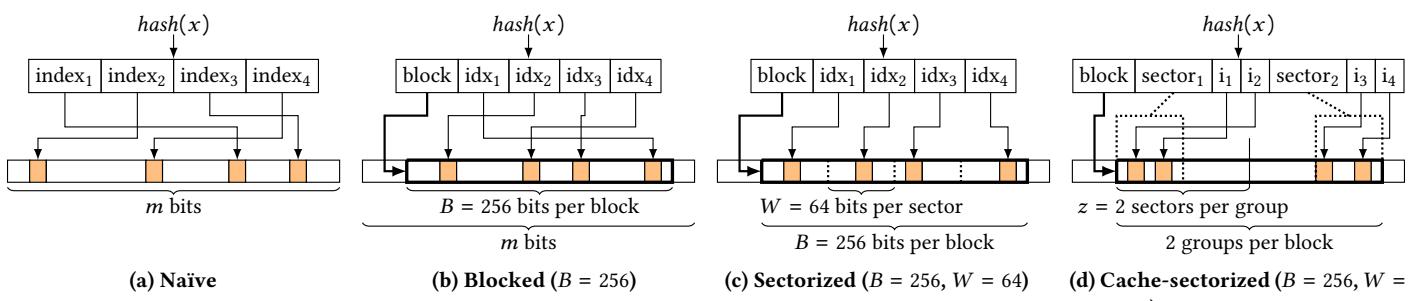 hash(x) hash(x) hash(x) hash(x)
index₁ index₂ index₃ index₄ block idx₁ idx₂ idx₃ idx₄ block idx₁ idx₂ idx₃ idx₄ block sector₁ i₁ i₂ sector₂ i₃ i₄
m bits B = 256 bits per block W = 64 bits per sector z = 2 sectors per group
m bits B = 256 bits per block 2 groups per block
(a) Naïve (b) Blocked (B = 256) (c) Sectorized (B = 256, W = 64) (d) Cache-sectorized (B = 256, W =